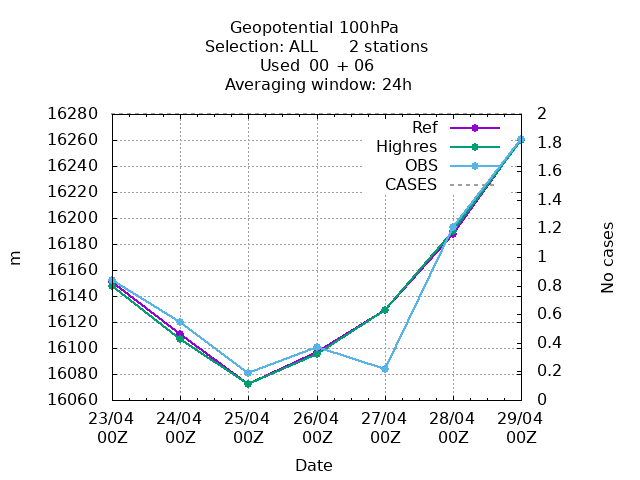 Geopotential 100hPa
Selection: ALL 2 stations
Used 00 + 06
Averaging window: 24h
16280
16260
16240
16220
16200
16180
16160
16140
16120
16100
16080
16060
m
Ref
Highres
OBS
CASES
2
1.8
1.6
1.4
1.2
1
0.8
0.6
0.4
0.2
0
No cases
23/04 24/04 25/04 26/04 27/04 28/04 29/04
00Z 00Z 00Z 00Z 00Z 00Z 00Z
Date